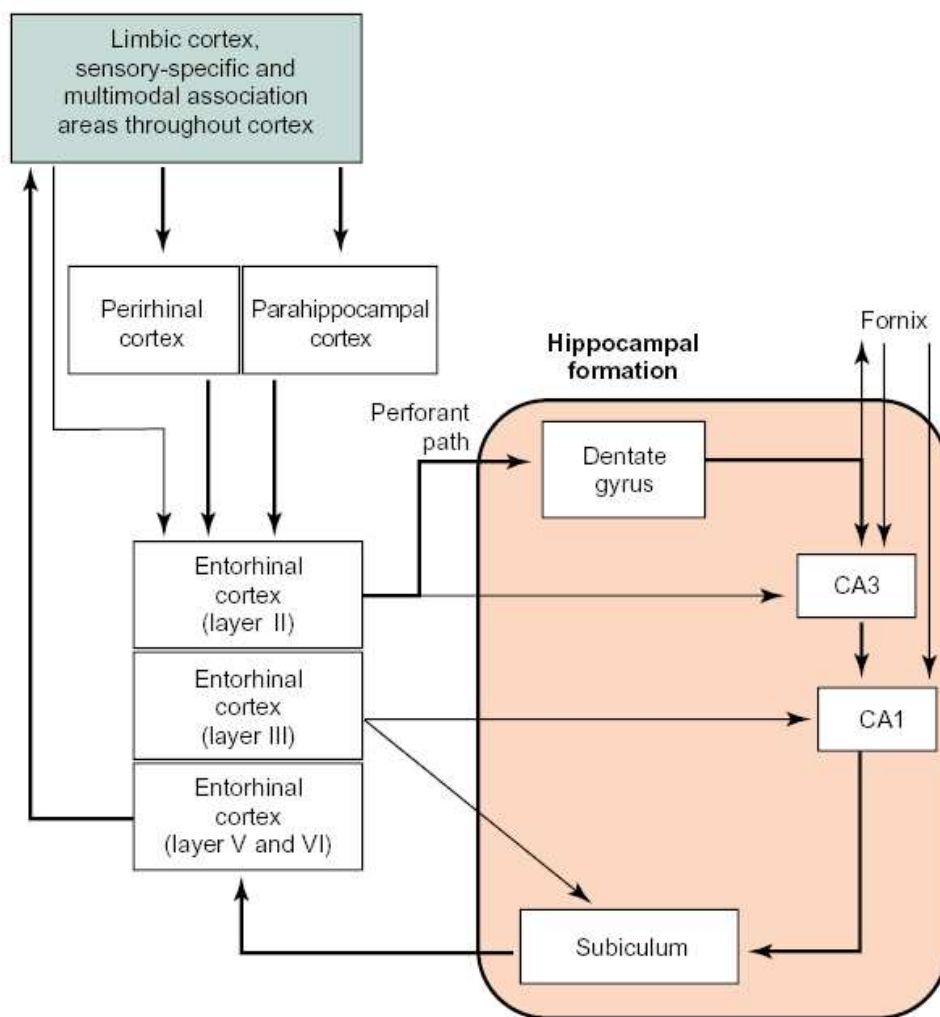 Limbic cortex,
sensory-specific and
multimodal association
areas throughout cortex
Perirhinal
cortex
Parahippocampal
cortex
Fornix
Hippocampal
formation
Perforant
path
Dentate
gyrus
Entorhinal
cortex
(layer II)
CA3
Entorhinal
cortex
(layer III)
CA1
Entorhinal
cortex
(layer V and VI)
Subiculum